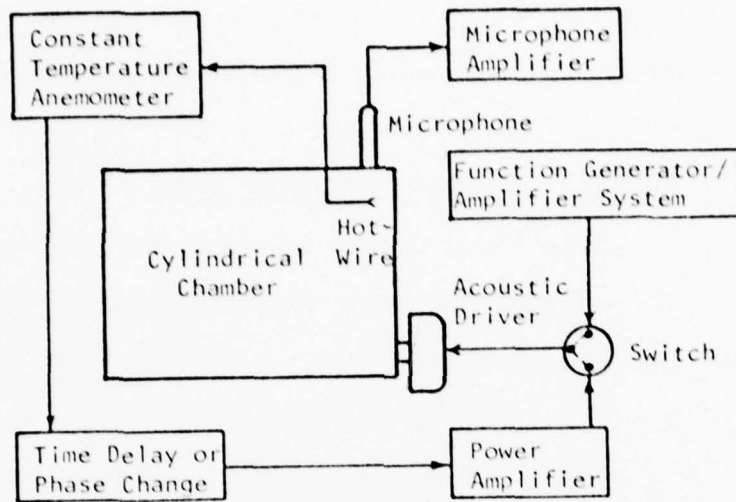 Constant
Temperature
Anemometer
Microphone
Amplifier
Microphone
Function Generator/
Amplifier System
Hot-
Wire
Cylindrical
Chamber
Acoustic
Driver
Switch
Time Delay or
Phase Change
Power
Amplifier